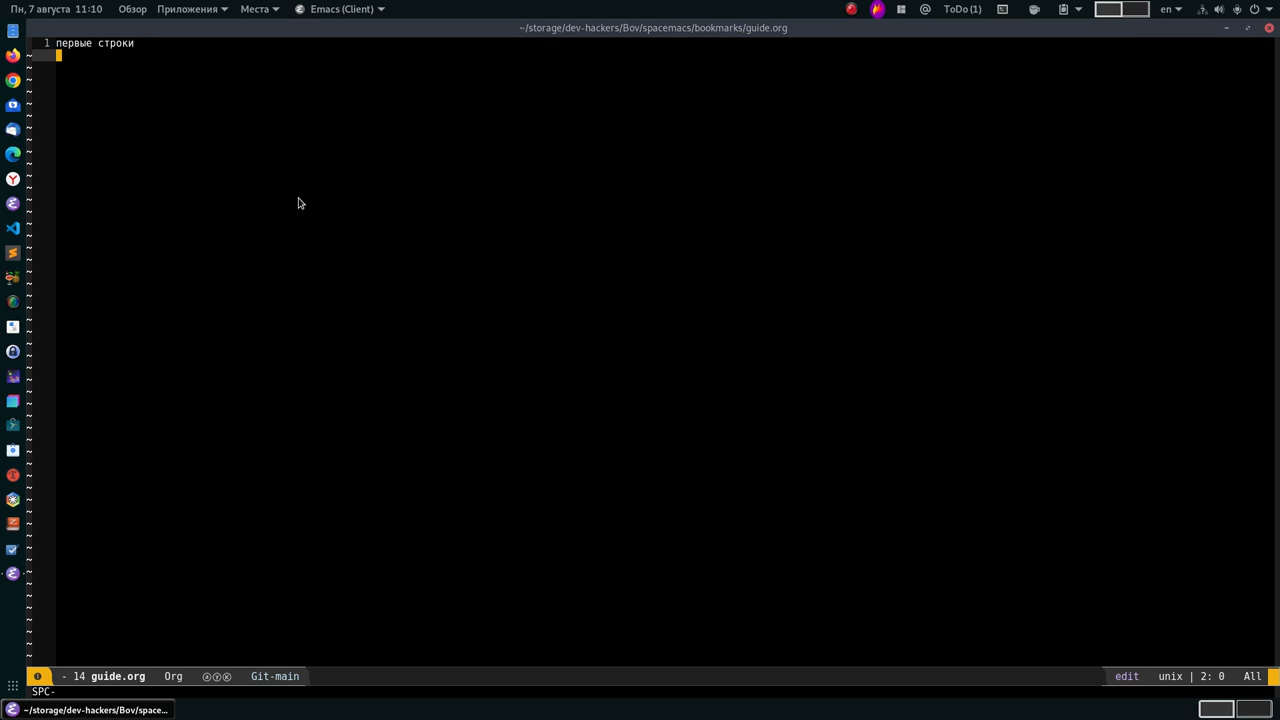 Пн, 7 августа 11:10 Обзор Приложения Места Emacs (Client) @ ToDo (1) en
~/storage/dev-hackers/Bov/spacemacs/bookmarks/guide.org
1 первые строки
- 14 guide.org Org ⓐⓨⓀ Git-main edit unix | 2: 0 All
SPC-
~/storage/dev-hackers/Bov/space...